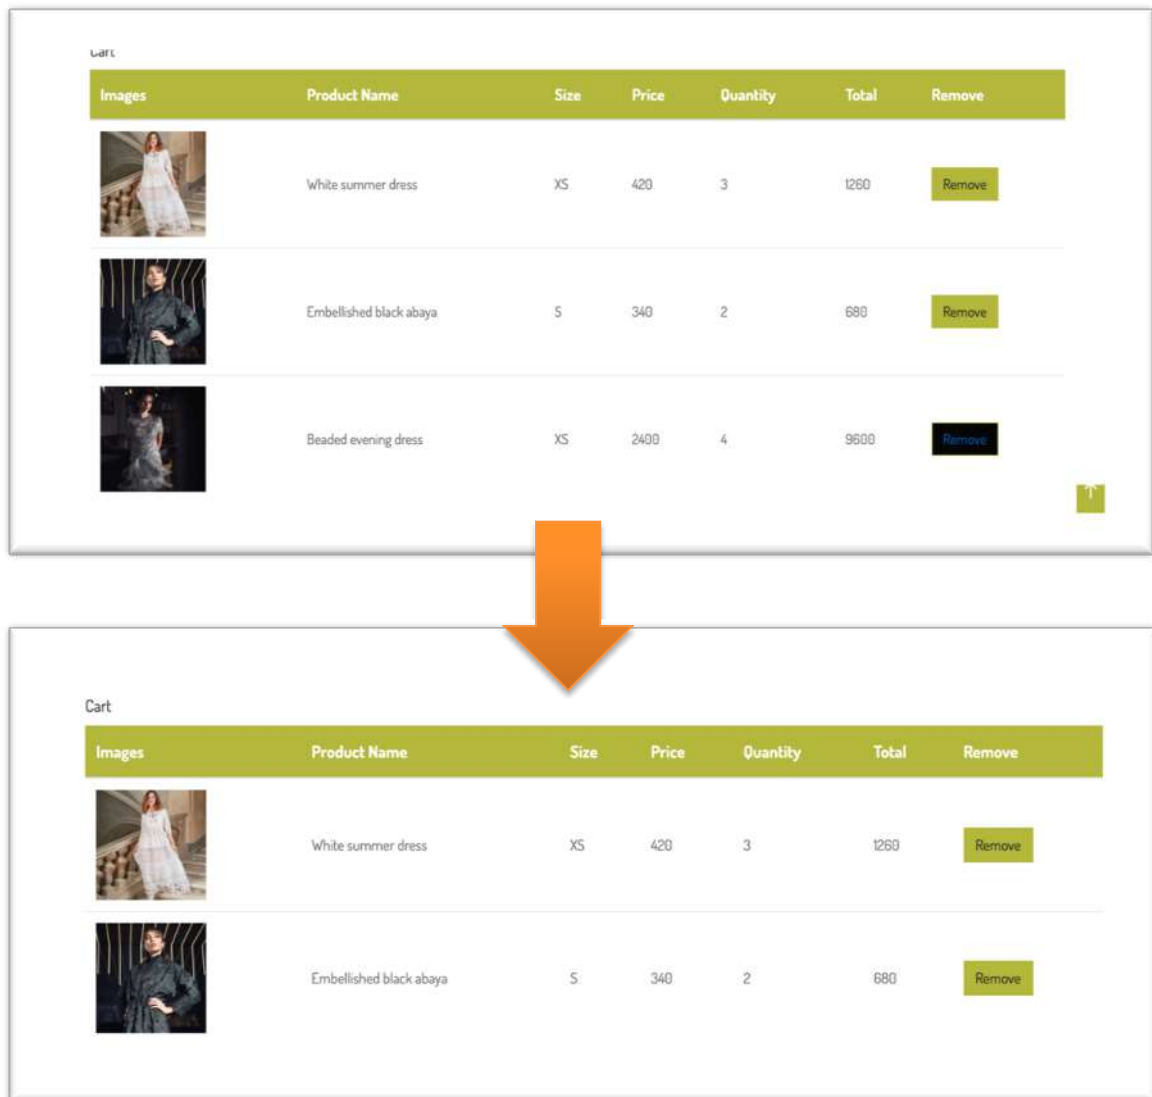 Cart
Images Product Name Size Price Quantity Total Remove
White summer dress XS 420 3 1260 Remove
Embellished black abaya S 340 2 680 Remove
Beaded evening dress XS 2400 4 9600 Remove
Cart
Images Product Name Size Price Quantity Total Remove
White summer dress XS 420 3 1260 Remove
Embellished black abaya S 340 2 680 Remove